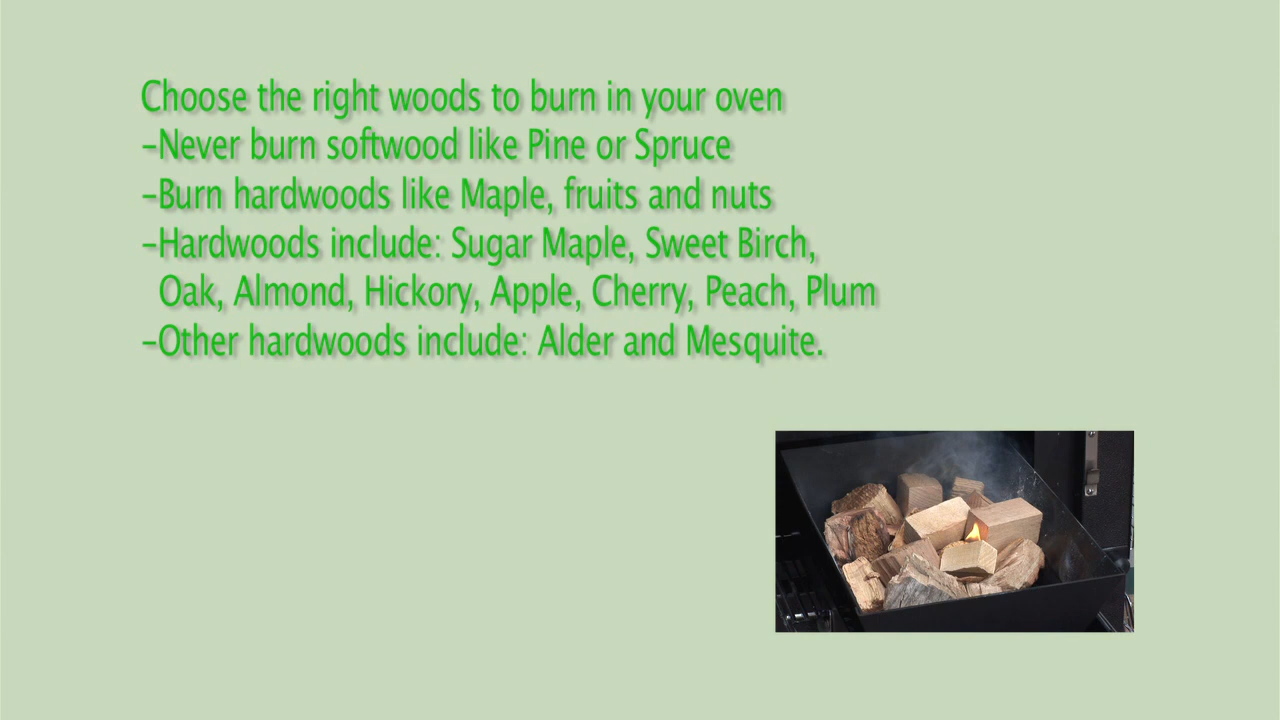 Choose the right woods to burn in your oven
-Never burn softwood like Pine or Spruce
-Burn hardwoods like Maple, fruits and nuts
-Hardwoods include: Sugar Maple, Sweet Birch,
Oak, Almond, Hickory, Apple, Cherry, Peach, Plum
-Other hardwoods include: Alder and Mesquite.